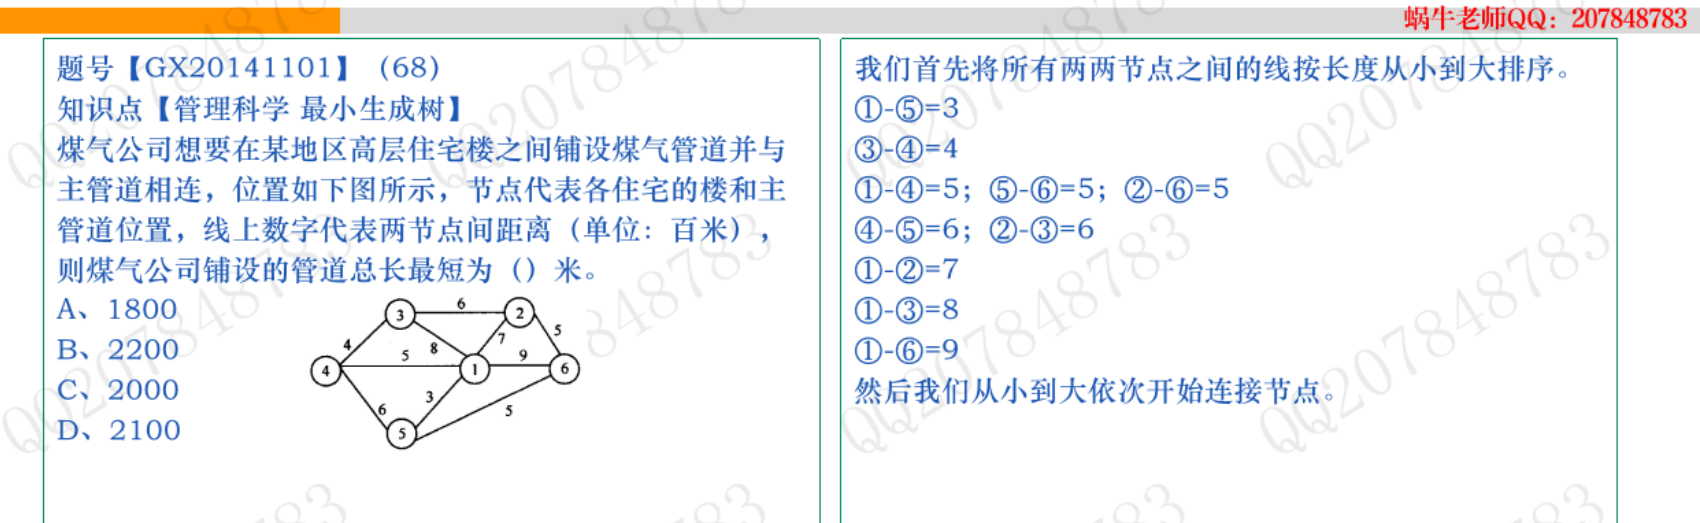 蜗牛老师QQ：207848783
题号【GX20141101】（68）
知识点【管理科学 最小生成树】
煤气公司想要在某地区高层住宅楼之间铺设煤气管道并与
主管道相连，位置如下图所示，节点代表各住宅的楼和主
管道位置，线上数字代表两节点间距离（单位：百米），
则煤气公司铺设的管道总长最短为（）米。
A、1800
B、2200
C、2000
D、2100
3 6 2
4 8 7 5
4 5 1 9 6
6 3 5
5
我们首先将所有两两节点之间的线按长度从小到大排序。
①-⑤=3
③-④=4
①-④=5；⑤-⑥=5；②-⑥=5
④-⑤=6；②-③=6
①-②=7
①-③=8
①-⑥=9
然后我们从小到大依次开始连接节点。
QQ207848783
QQ207848783
QQ207848783
QQ207848783
QQ207848783
QQ207848783
QQ207848783